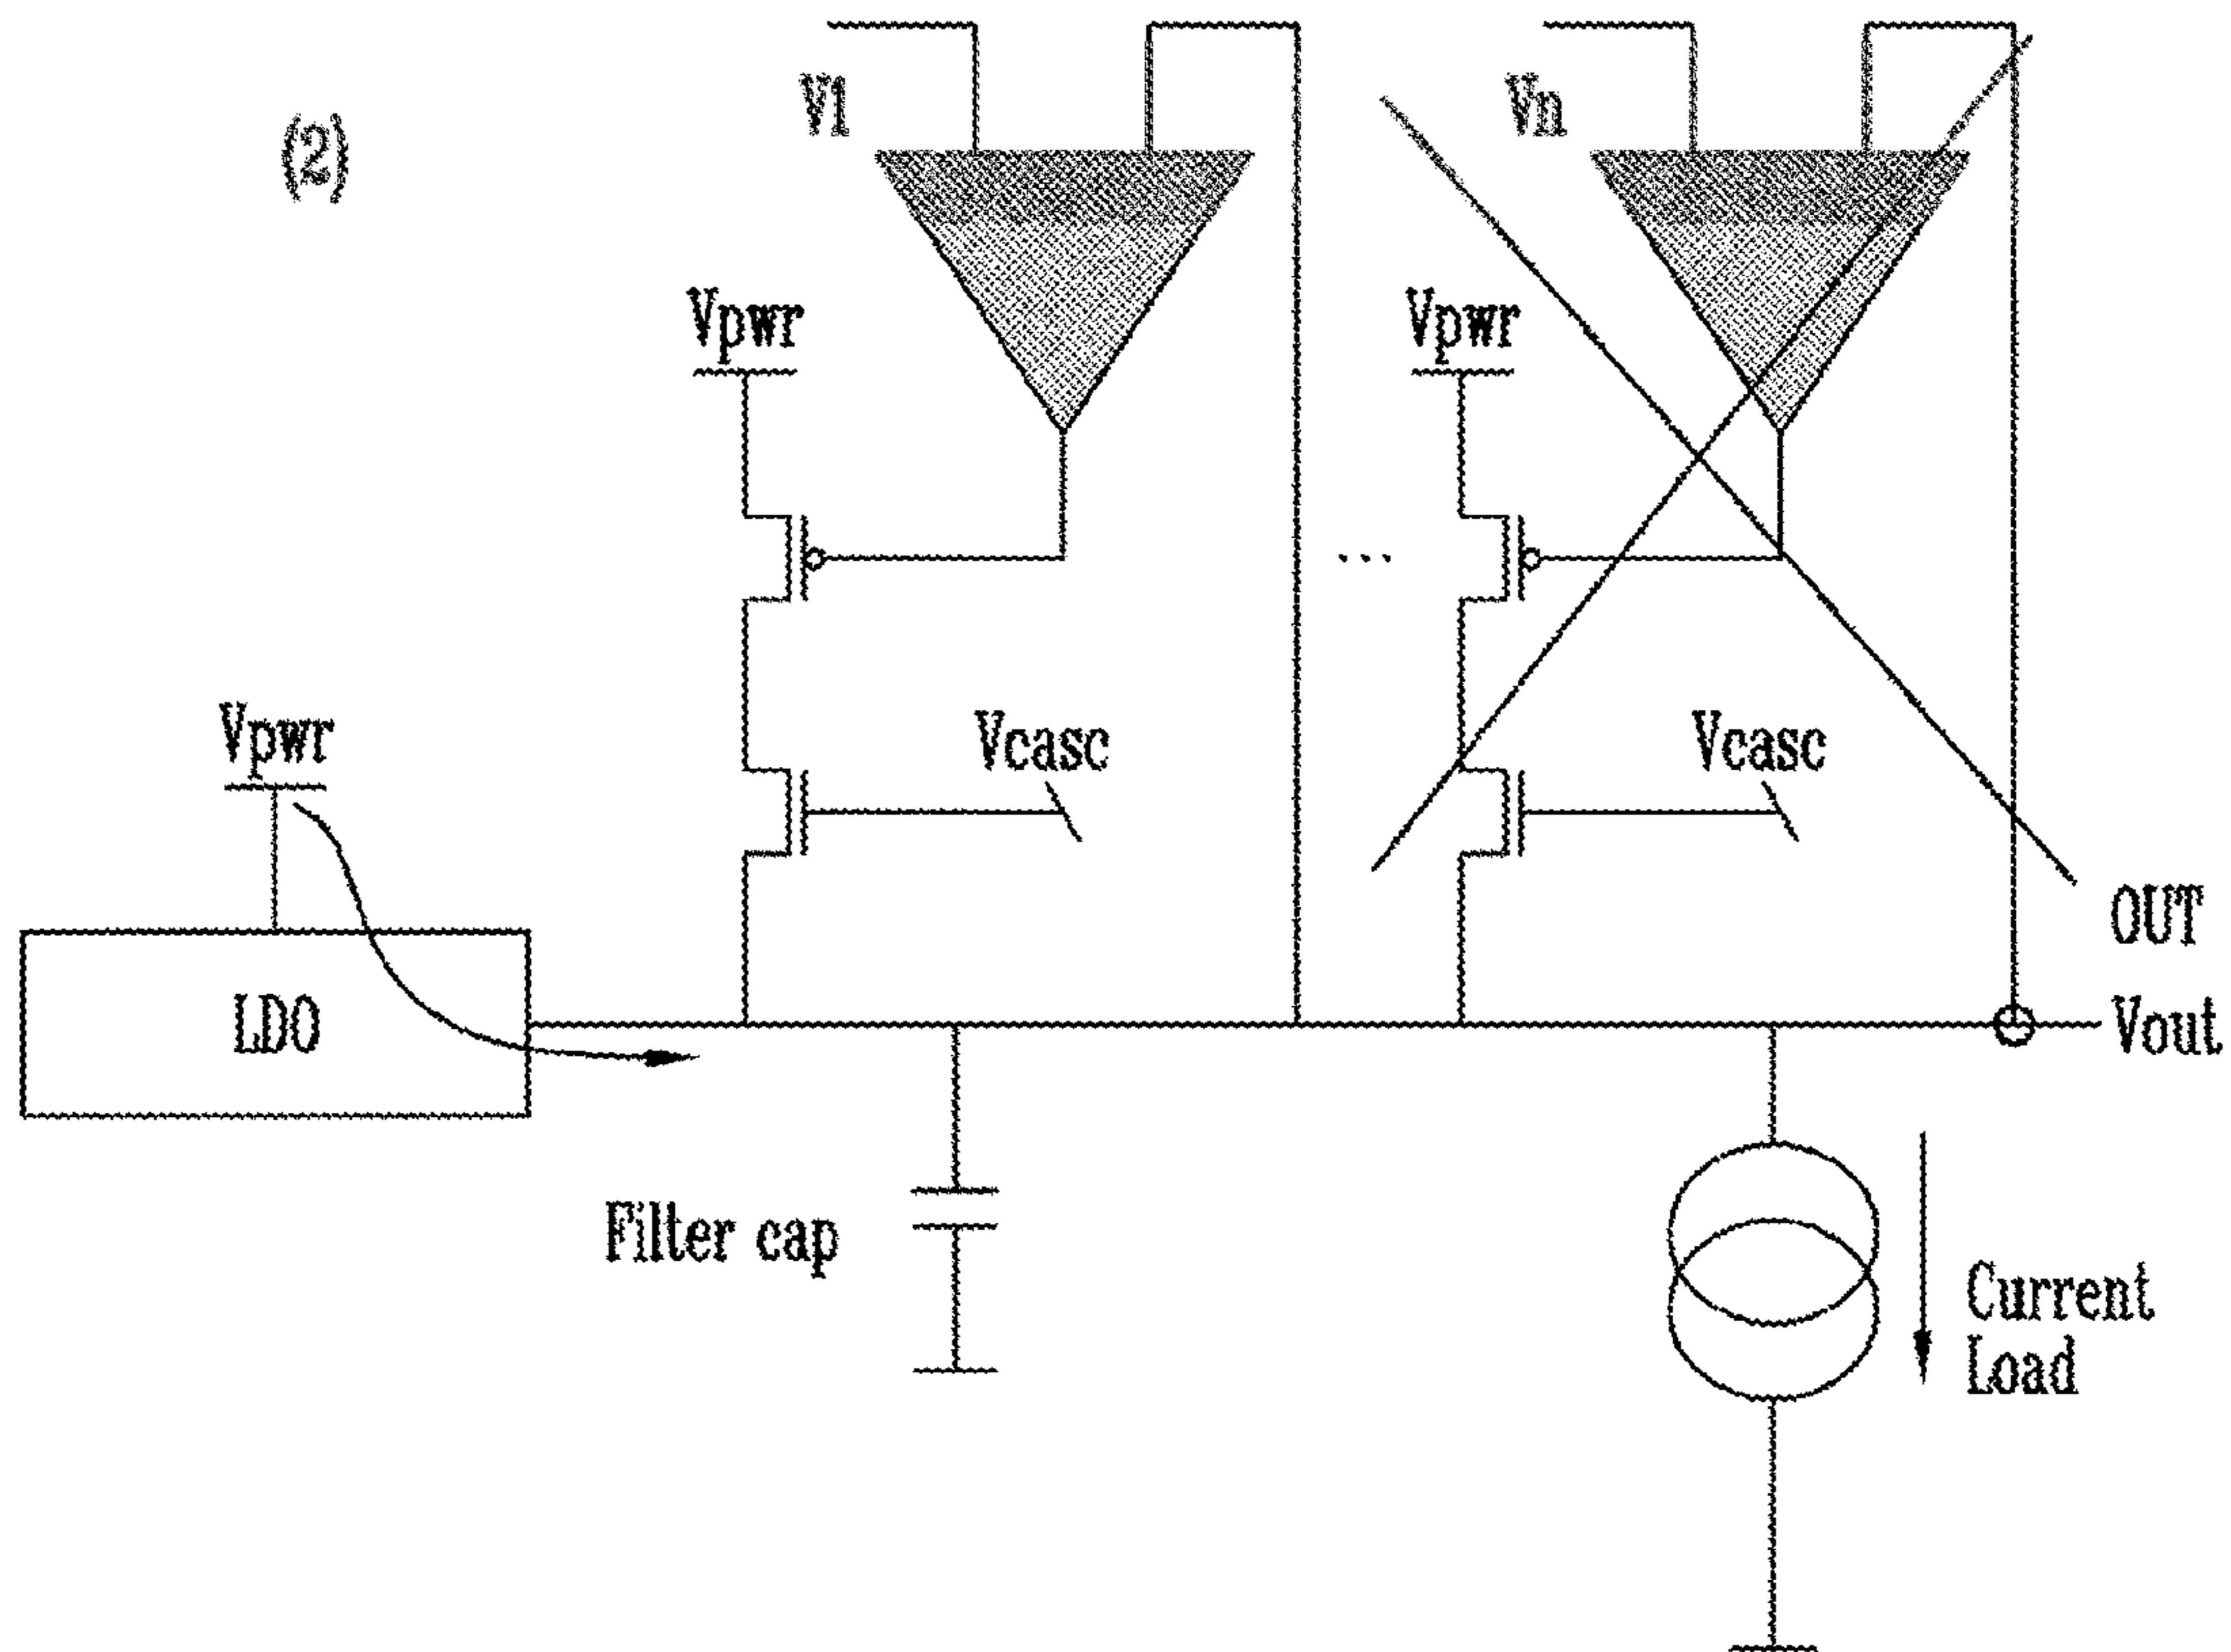 (2)
V1
Vn
Vpwr
Vpwr
...
Vpwr
Vcasc
Vcasc
OUT
LDO
Vout
Filter cap
Current
Load